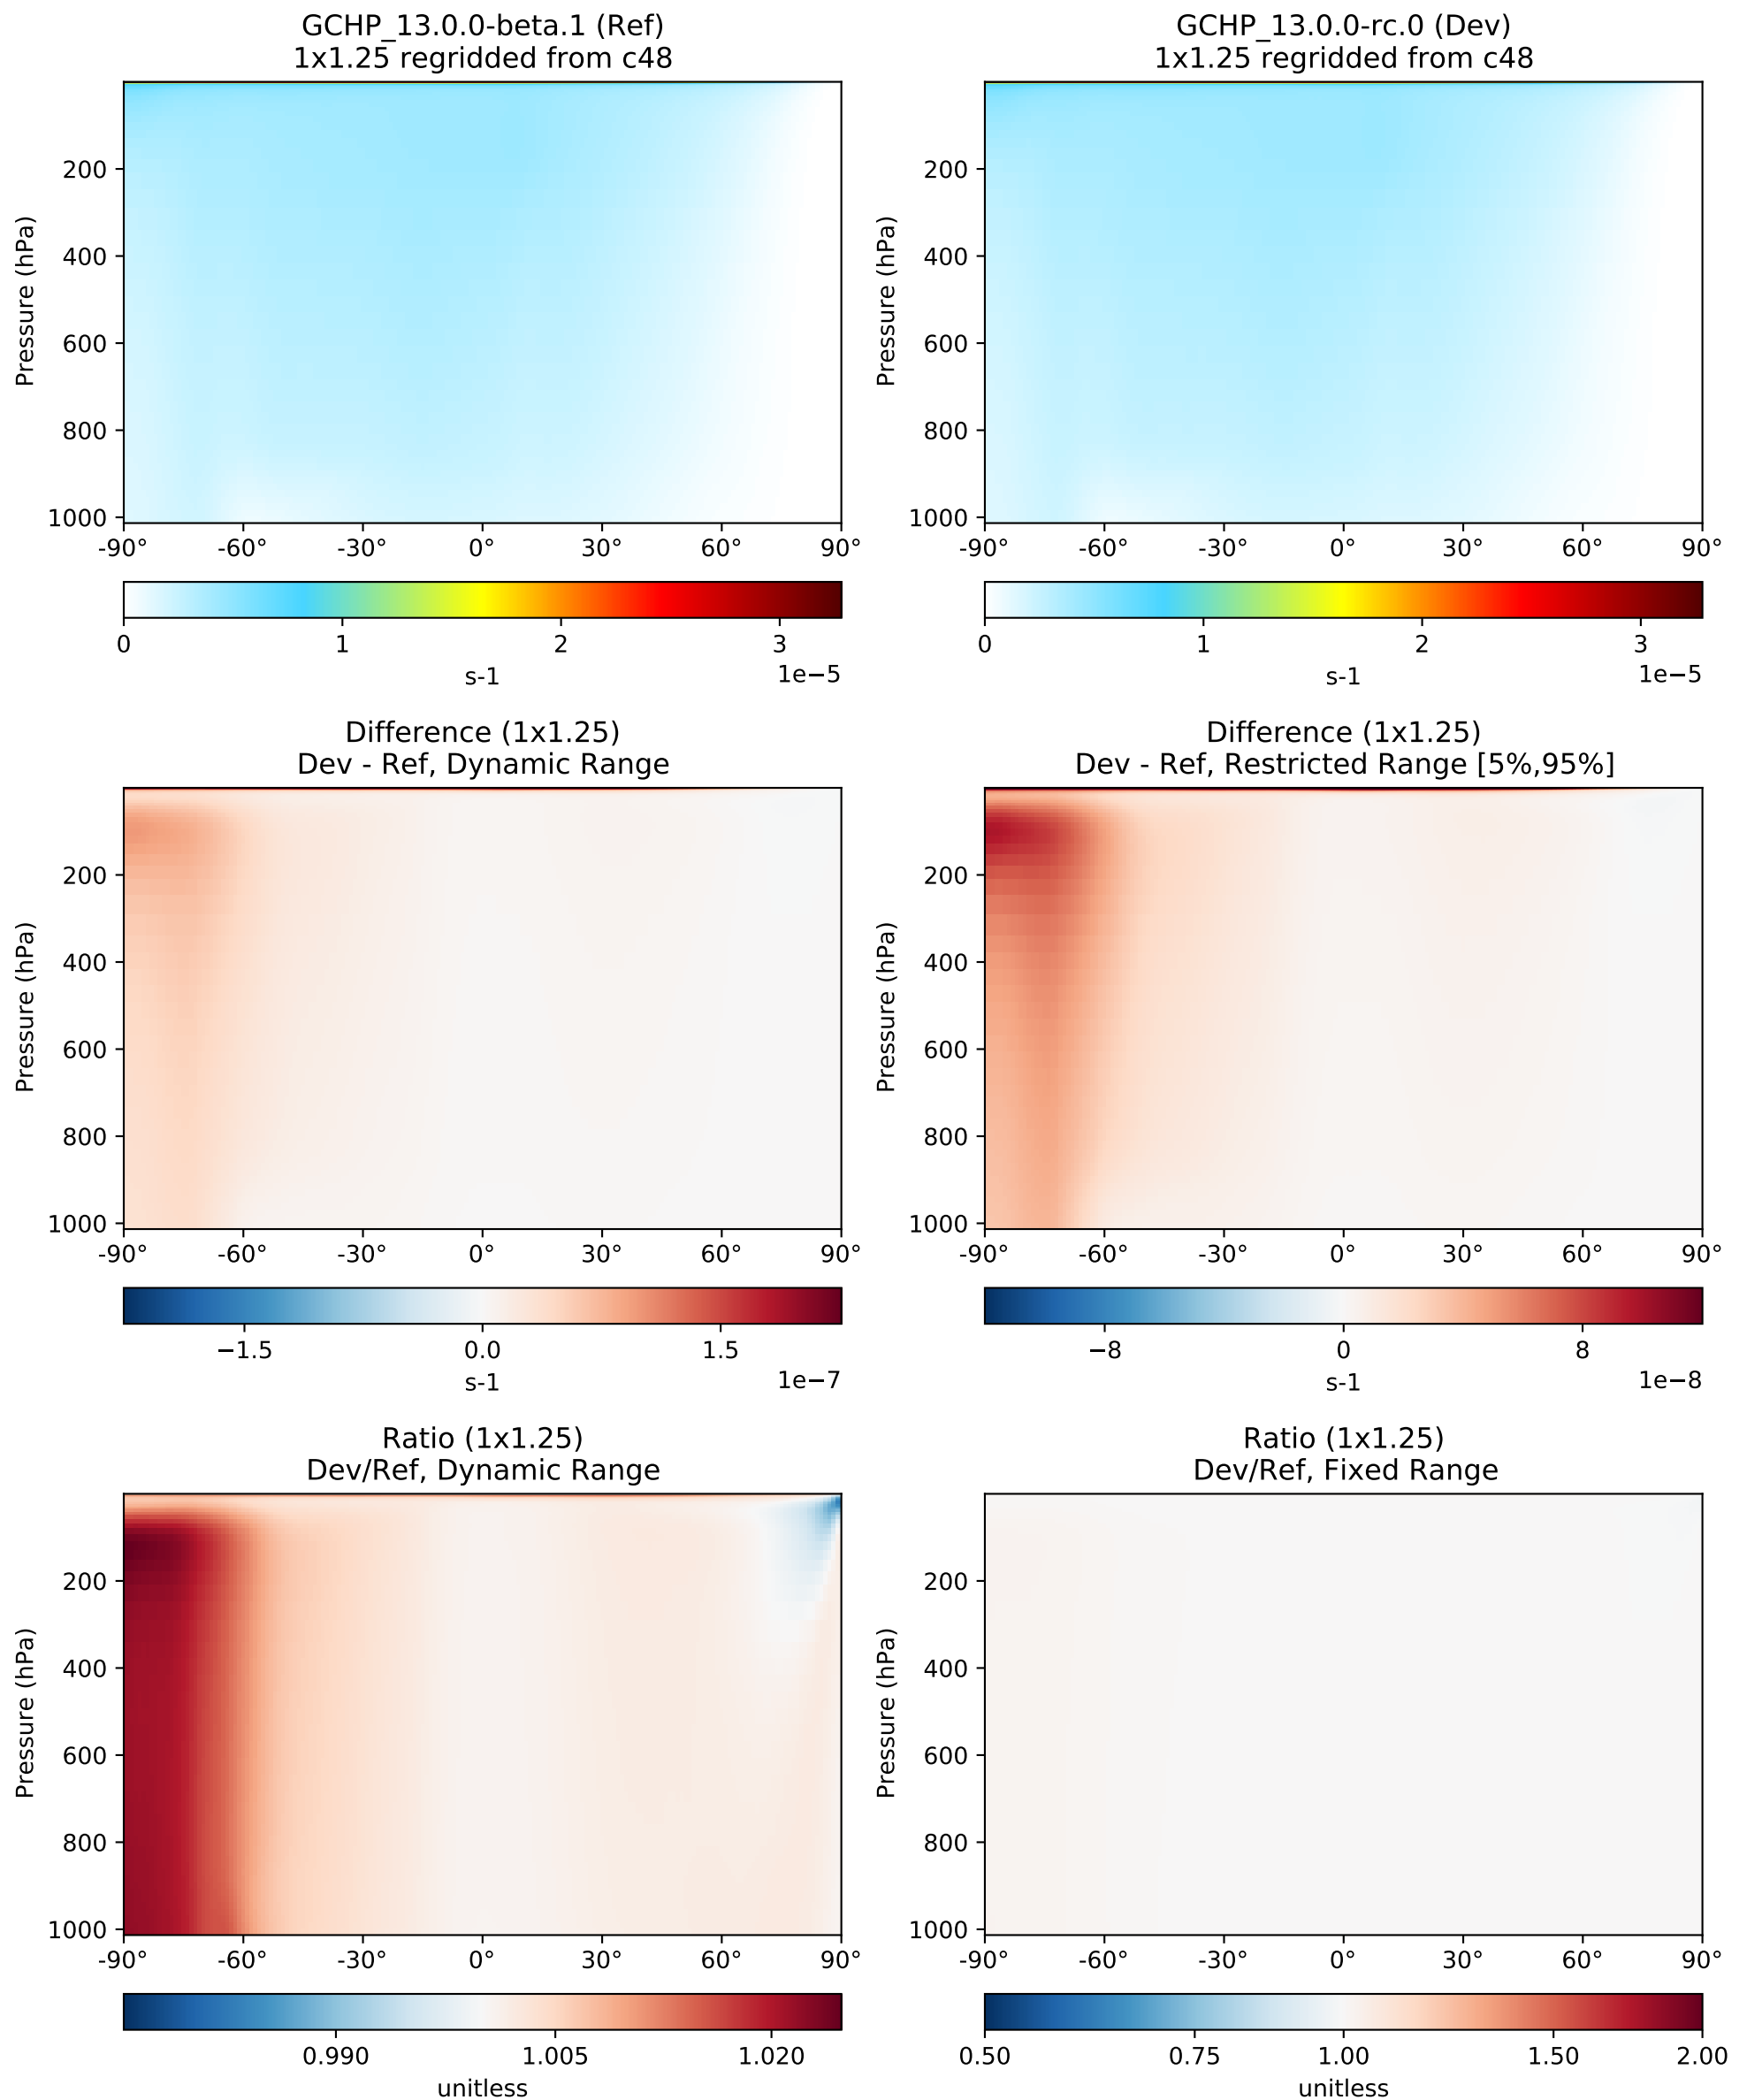 GCHP_13.0.0-beta.1 (Ref)
1x1.25 regridded from c48
Pressure (hPa)
200
400
600
800
1000
-90° -60° -30° 0° 30° 60° 90°
0 1 2 3
1e−5
s-1
GCHP_13.0.0-rc.0 (Dev)
1x1.25 regridded from c48
Pressure (hPa)
200
400
600
800
1000
-90° -60° -30° 0° 30° 60° 90°
0 1 2 3
1e−5
s-1
Difference (1x1.25)
Dev - Ref, Dynamic Range
Pressure (hPa)
200
400
600
800
1000
-90° -60° -30° 0° 30° 60° 90°
−1.5 0.0 1.5
1e−7
s-1
Difference (1x1.25)
Dev - Ref, Restricted Range [5%,95%]
Pressure (hPa)
200
400
600
800
1000
-90° -60° -30° 0° 30° 60° 90°
−8 0 8
1e−8
s-1
Ratio (1x1.25)
Dev/Ref, Dynamic Range
Pressure (hPa)
200
400
600
800
1000
-90° -60° -30° 0° 30° 60° 90°
0.990 1.005 1.020
unitless
Ratio (1x1.25)
Dev/Ref, Fixed Range
Pressure (hPa)
200
400
600
800
1000
-90° -60° -30° 0° 30° 60° 90°
0.50 0.75 1.00 1.50 2.00
unitless